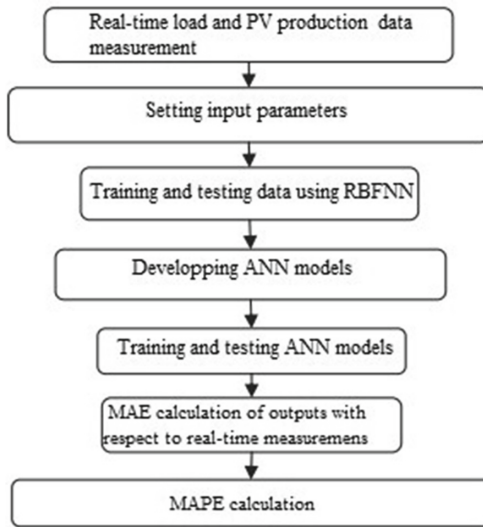 Real-time load and PV production data
measurement
Setting input parameters
Training and testing data using RBFNN
Developping ANN models
Training and testing ANN models
MAE calculation of outputs with
respect to real-time measuremens
MAPE calculation